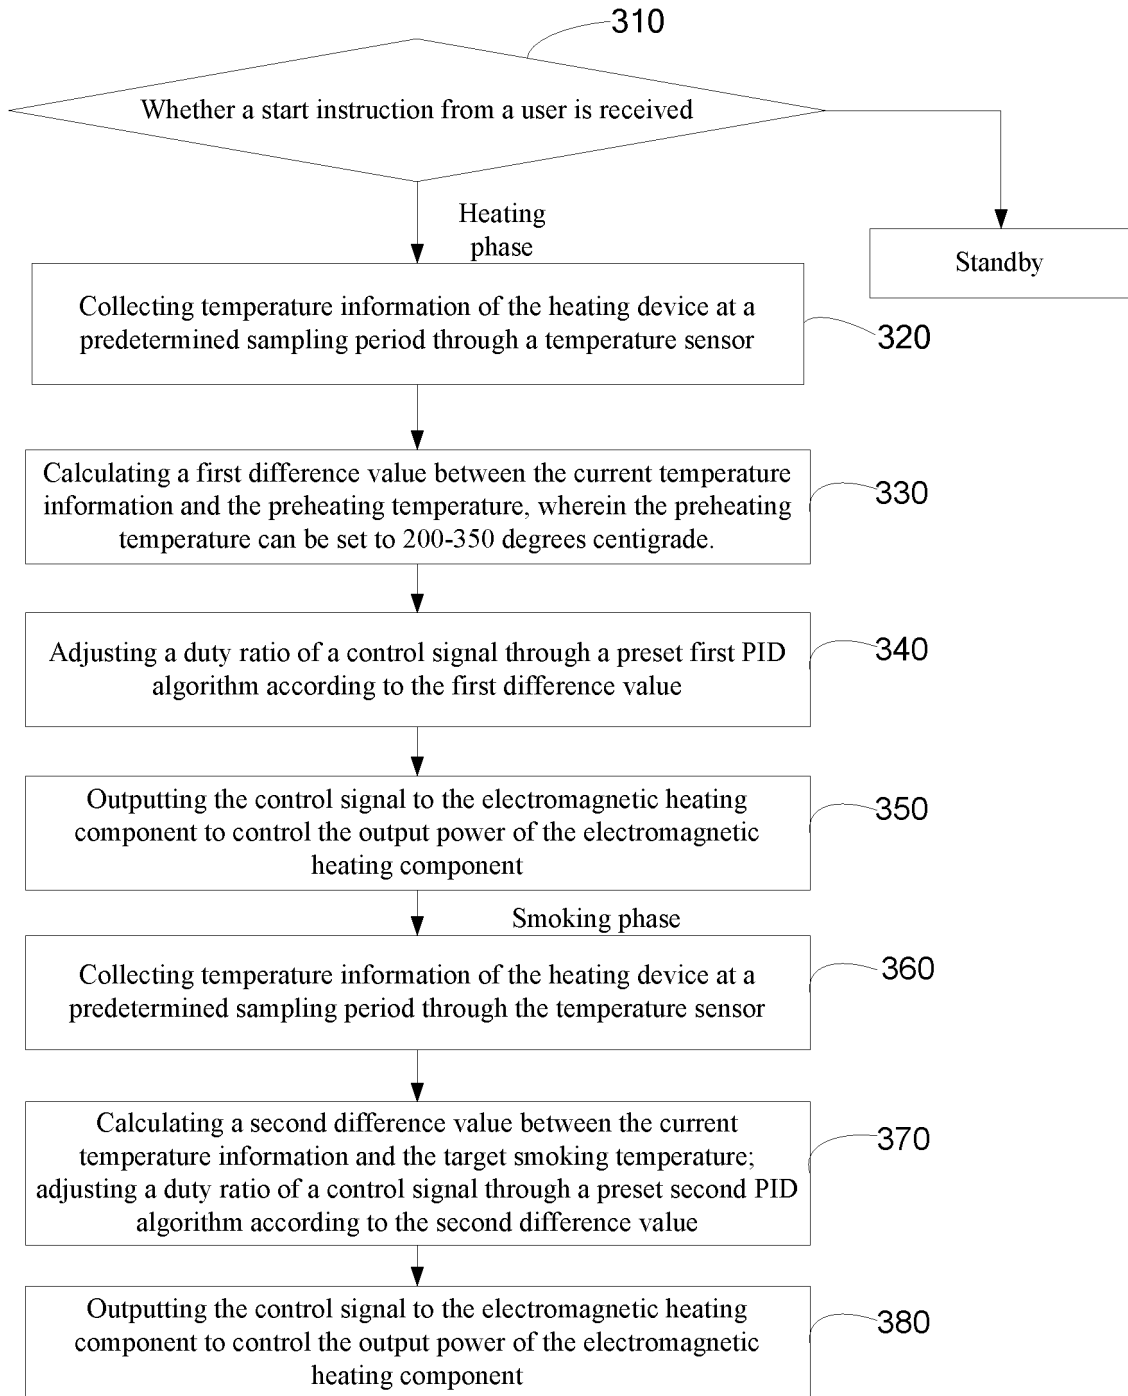 310
Whether a start instruction from a user is received
Heating
phase
Standby
Collecting temperature information of the heating device at a
predetermined sampling period through a temperature sensor
320
Calculating a first difference value between the current temperature
information and the preheating temperature, wherein the preheating
temperature can be set to 200-350 degrees centigrade.
330
Adjusting a duty ratio of a control signal through a preset first PID
algorithm according to the first difference value
340
Outputting the control signal to the electromagnetic heating
component to control the output power of the electromagnetic
heating component
350
Smoking phase
Collecting temperature information of the heating device at a
predetermined sampling period through the temperature sensor
360
Calculating a second difference value between the current
temperature information and the target smoking temperature;
adjusting a duty ratio of a control signal through a preset second PID
algorithm according to the second difference value
370
Outputting the control signal to the electromagnetic heating
component to control the output power of the electromagnetic
heating component
380